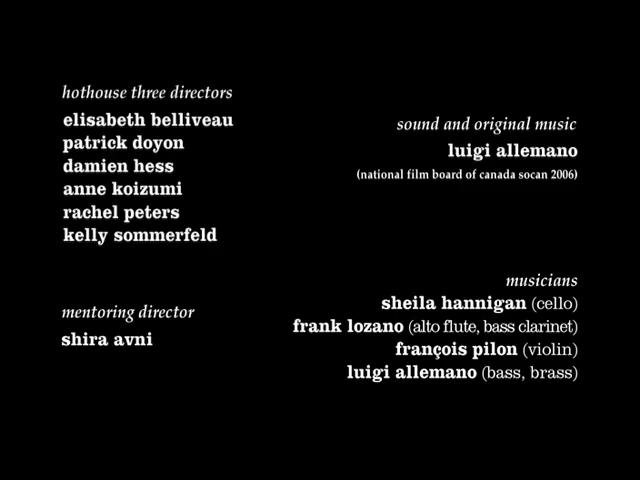 hothouse three directors
elisabeth belliveau
patrick doyon
damien hess
anne koizumi
rachel peters
kelly sommerfeld
mentoring director
shira avni
sound and original music
luigi allemano
(national film board of canada socan 2006)
musicians
sheila hannigan (cello)
frank lozano (alto flute, bass clarinet)
françois pilon (violin)
luigi allemano (bass, brass)